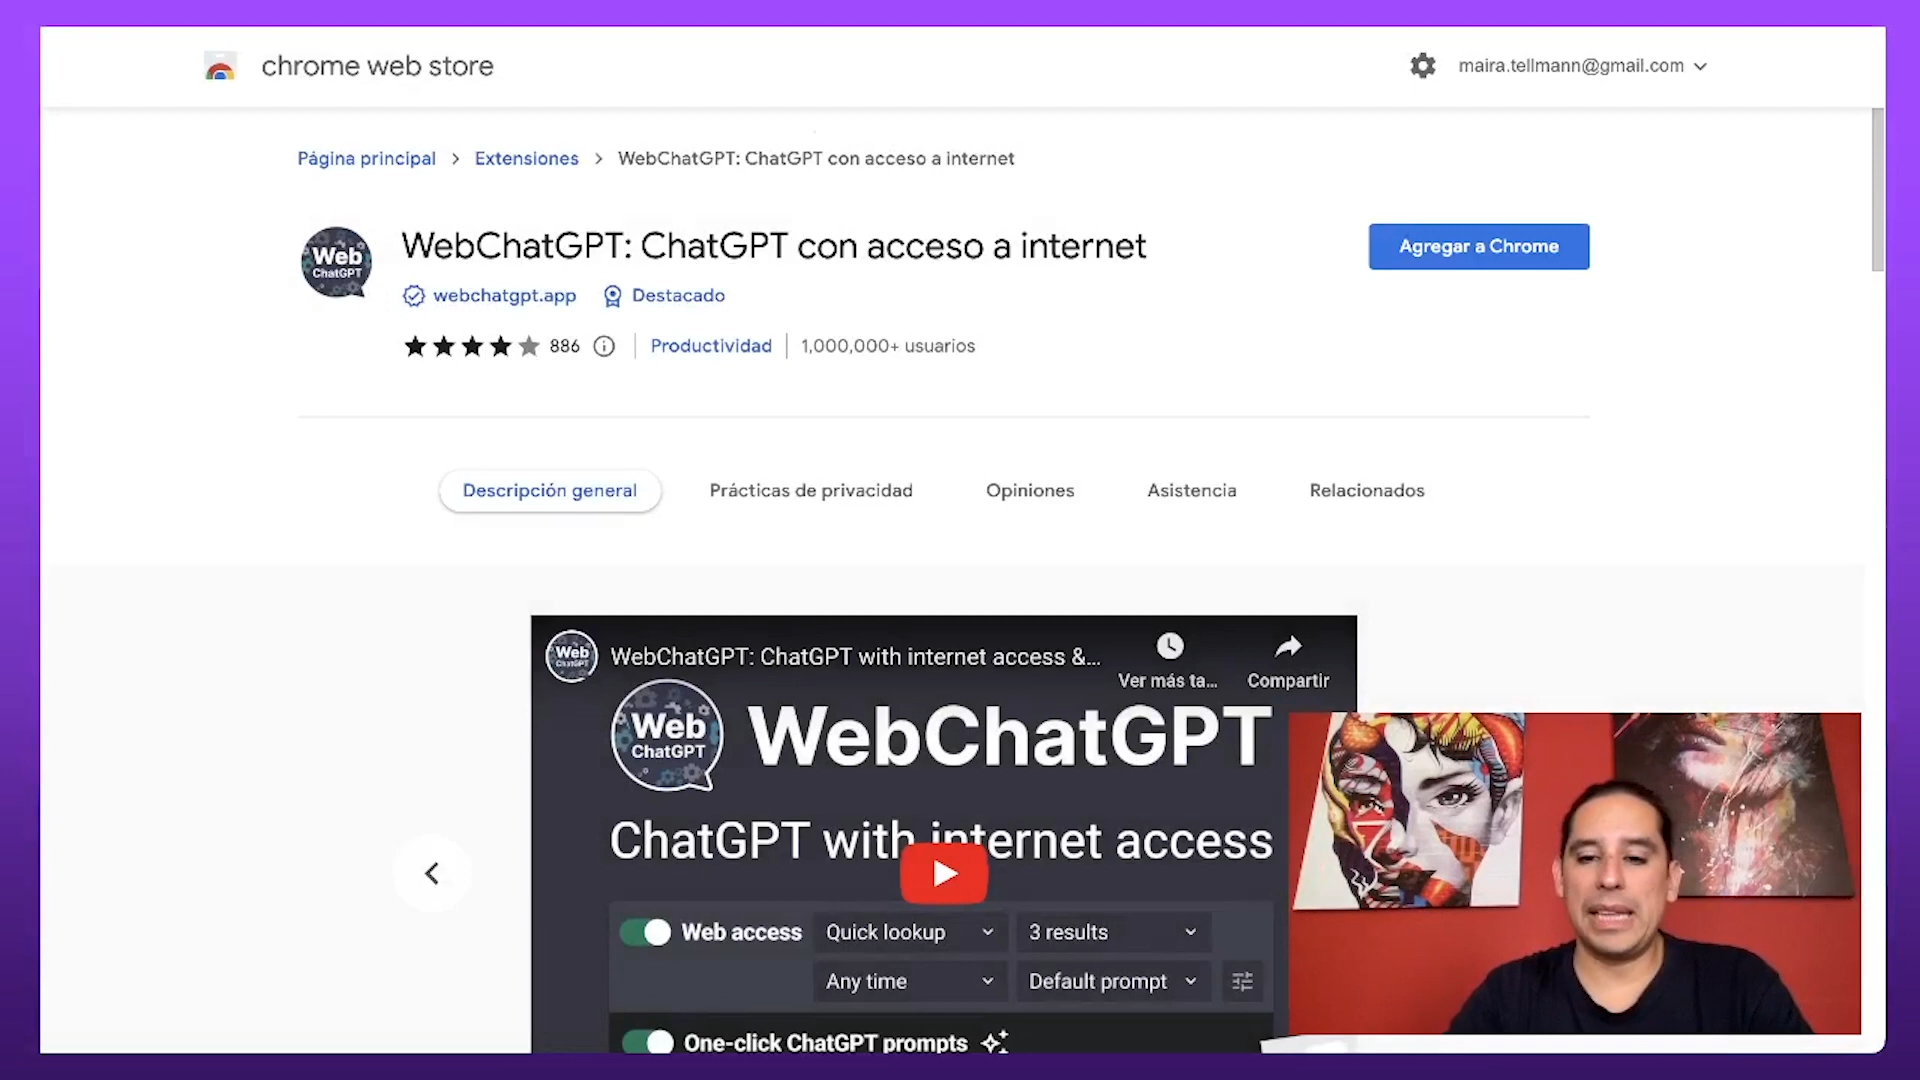 chrome web store
maira.tellmann@gmail.com
Página principal > Extensiones > WebChatGPT: ChatGPT con acceso a internet
Web
ChatGPT
WebChatGPT: ChatGPT con acceso a internet
Agregar a Chrome
webchatgpt.app
Destacado
886
Productividad
1,000,000+ usuarios
Descripción general
Prácticas de privacidad
Opiniones
Asistencia
Relacionados
Web
ChatGPT
WebChatGPT: ChatGPT with internet access &...
Ver más ta...
Compartir
Web
ChatGPT
WebChatGPT
ChatGPT with internet access
Web access
Quick lookup
3 results
Any time
Default prompt
One-click ChatGPT prompts